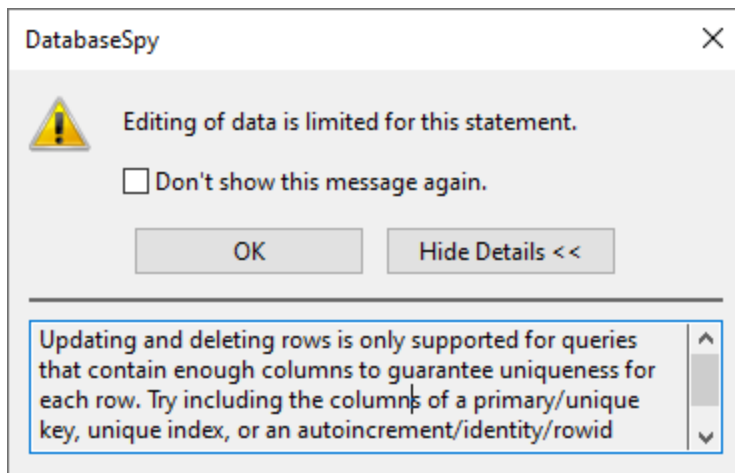 DatabaseSpy
Editing of data is limited for this statement.
Don't show this message again.
OK
Hide Details <<
Updating and deleting rows is only supported for queries
that contain enough columns to guarantee uniqueness for
each row. Try including the columns of a primary/unique
key, unique index, or an autoincrement/identity/rowid